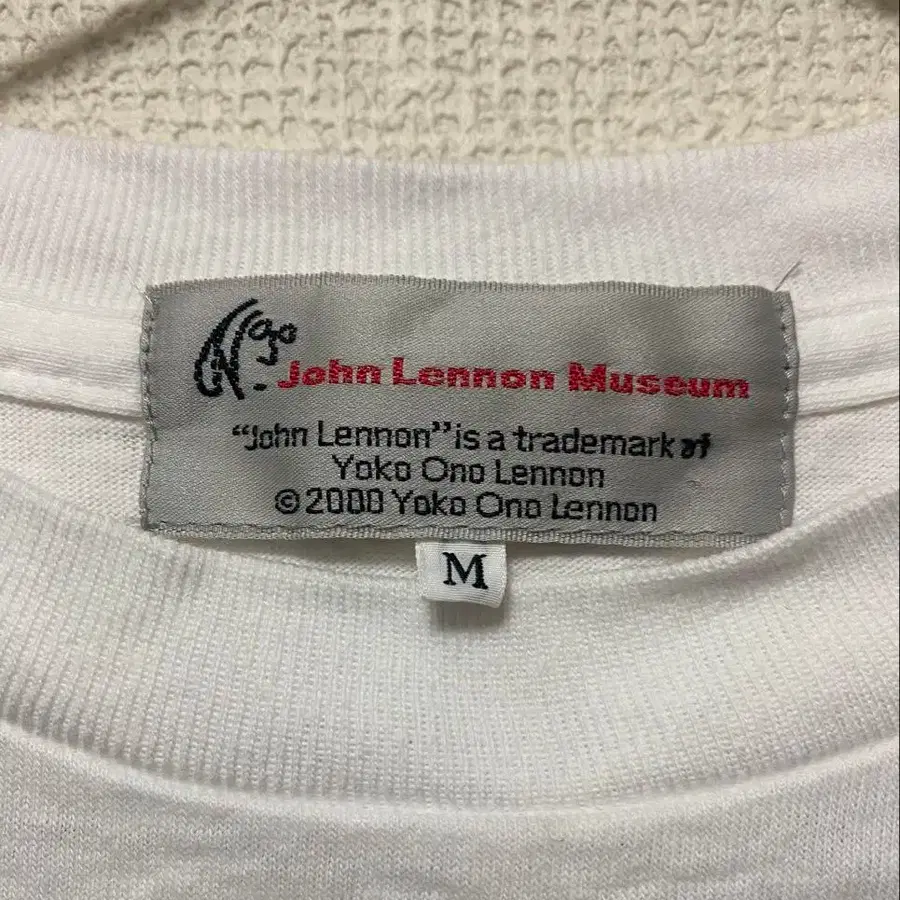 John Lennon Museum
“John Lennon” is a trademark of
Yoko Ono Lennon
© 2000 Yoko Ono Lennon
M